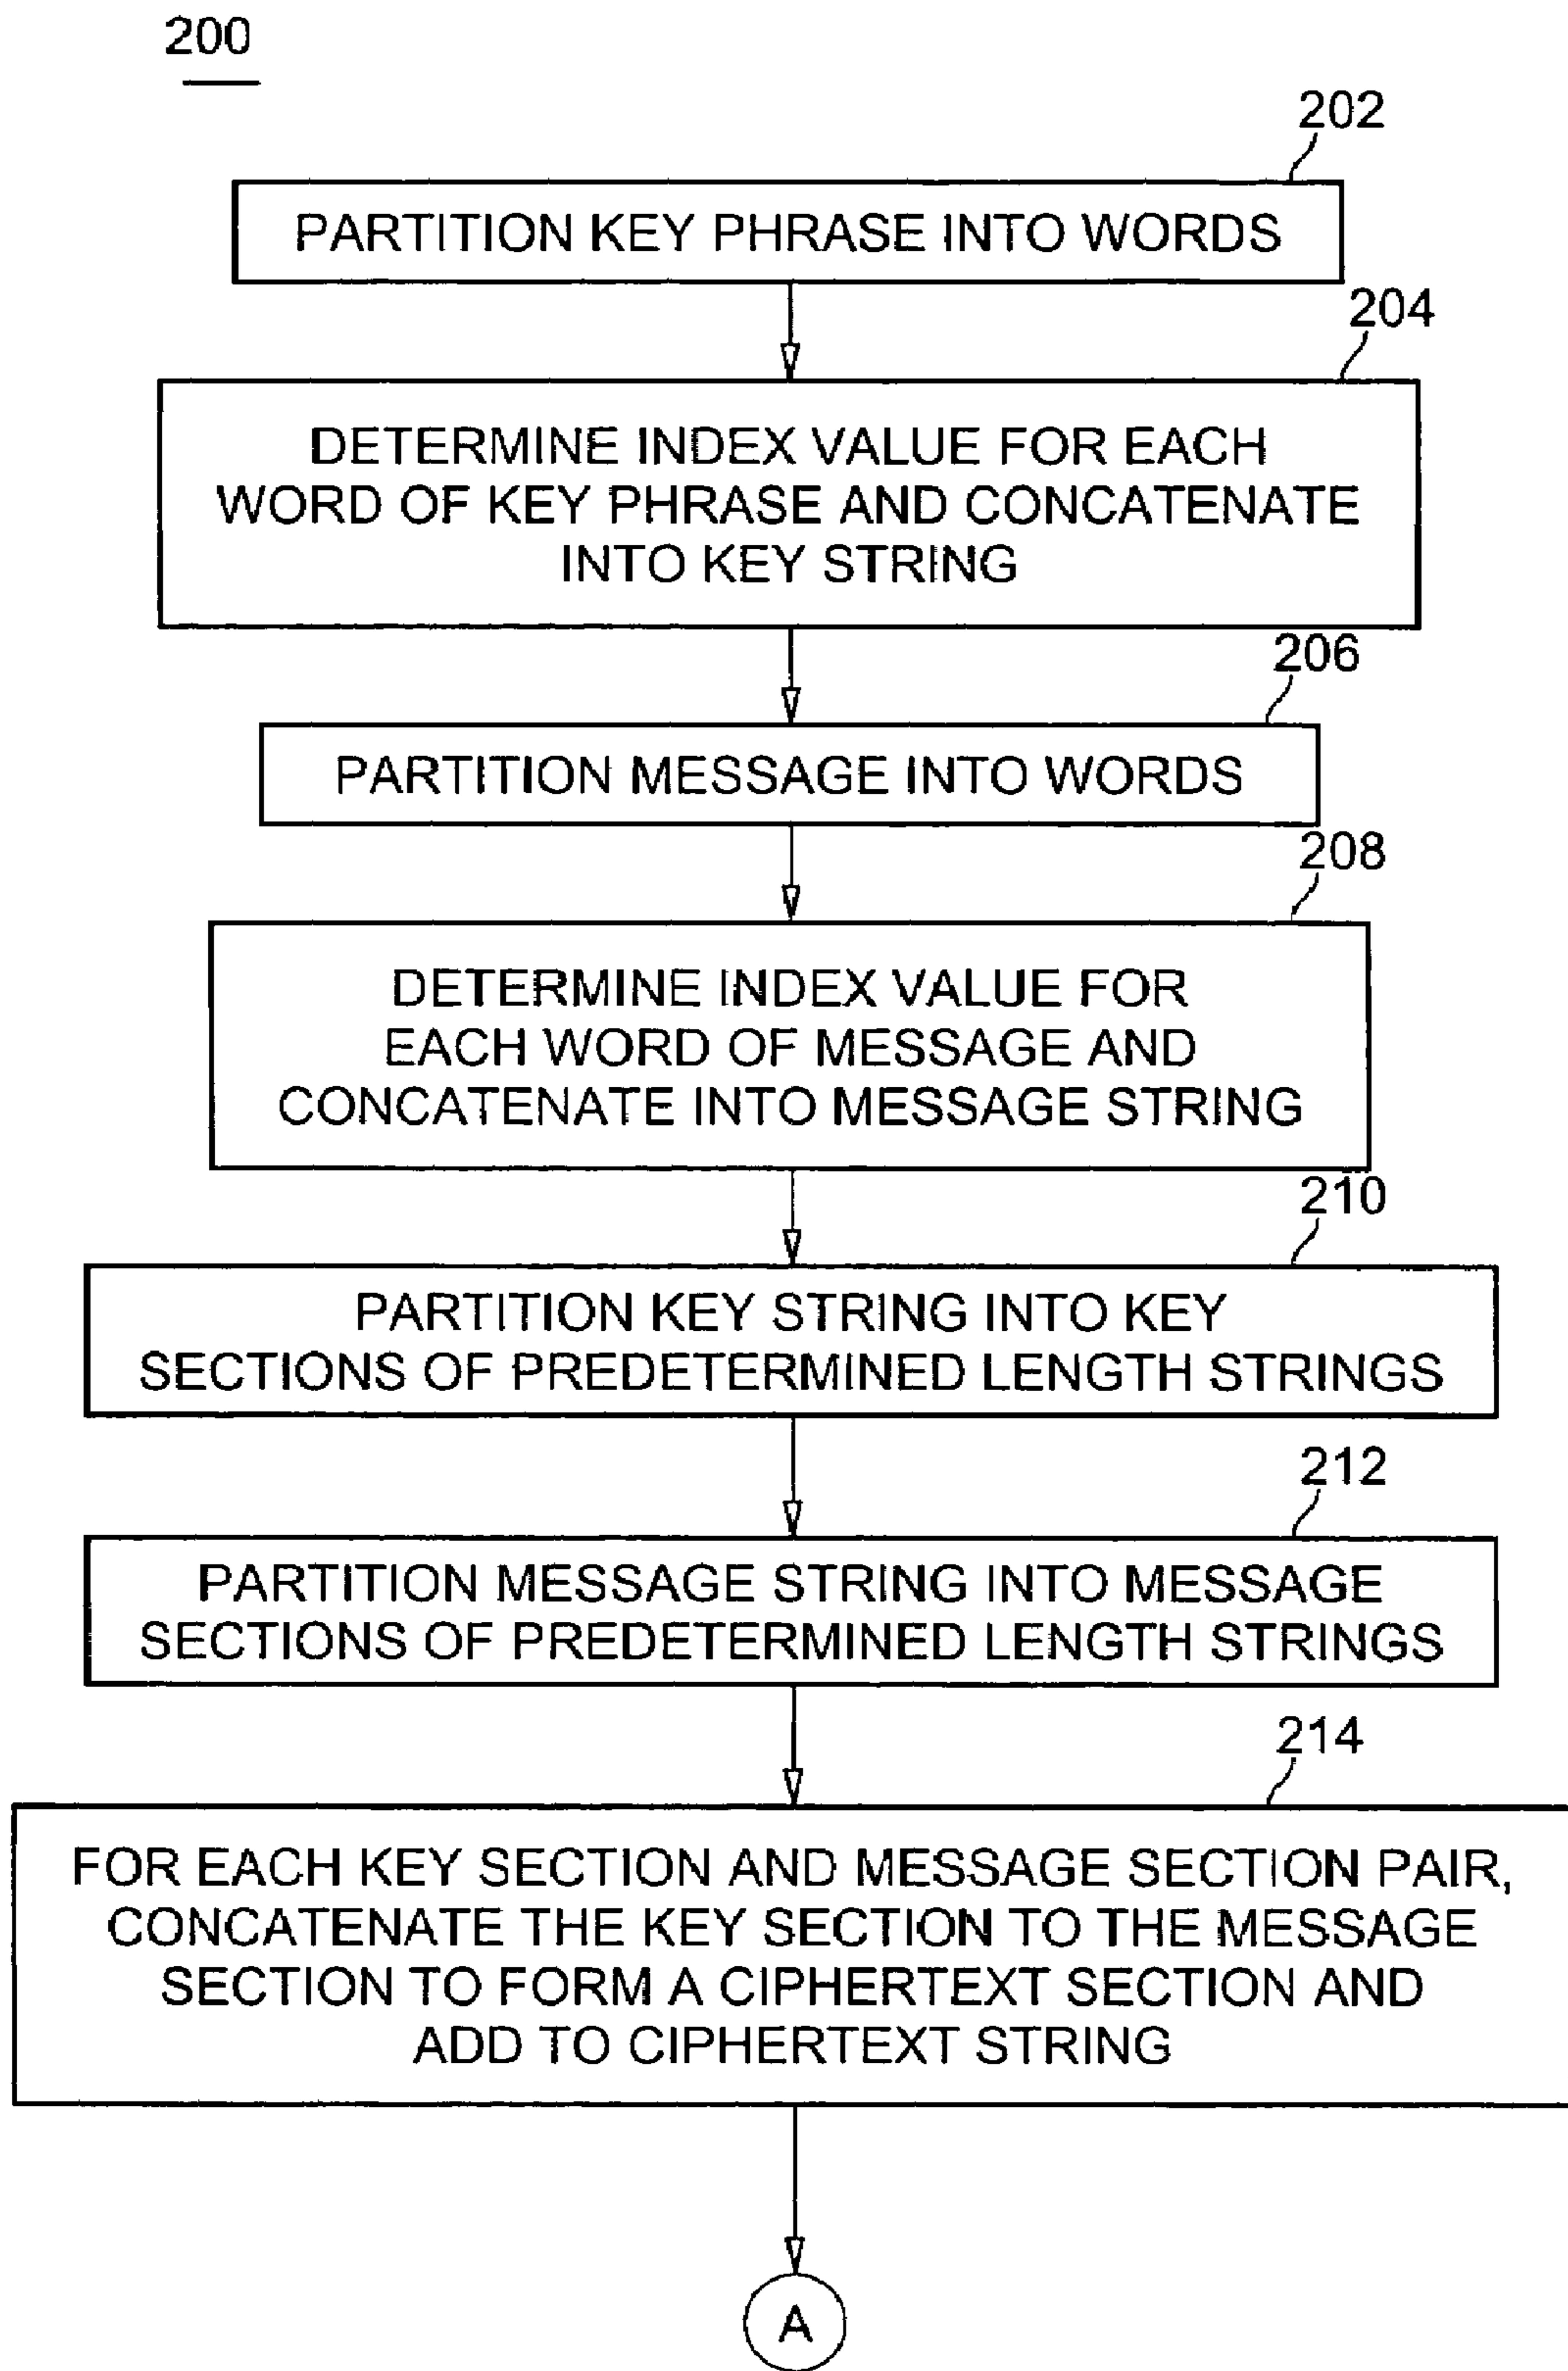 200
202
PARTITION KEY PHRASE INTO WORDS
204
DETERMINE INDEX VALUE FOR EACH
WORD OF KEY PHRASE AND CONCATENATE
INTO KEY STRING
206
PARTITION MESSAGE INTO WORDS
208
DETERMINE INDEX VALUE FOR
EACH WORD OF MESSAGE AND
CONCATENATE INTO MESSAGE STRING
210
PARTITION KEY STRING INTO KEY
SECTIONS OF PREDETERMINED LENGTH STRINGS
212
PARTITION MESSAGE STRING INTO MESSAGE
SECTIONS OF PREDETERMINED LENGTH STRINGS
214
FOR EACH KEY SECTION AND MESSAGE SECTION PAIR,
CONCATENATE THE KEY SECTION TO THE MESSAGE
SECTION TO FORM A CIPHERTEXT SECTION AND
ADD TO CIPHERTEXT STRING
A